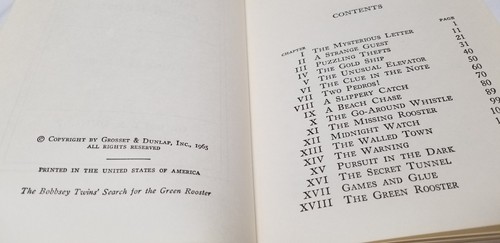 © Copyright by Grosset & Dunlap, Inc., 1965
ALL RIGHTS RESERVED
PRINTED IN THE UNITED STATES OF AMERICA
The Bobbsey Twins' Search for the Green Rooster
CONTENTS
CHAPTER PAGE
I The Mysterious Letter 1
II A Strange Guest 11
III Puzzling Thefts 21
IV The Gold Ship 31
V The Unusual Elevator 40
VI The Clue in the Note 50
VII Two Pedros! 60
VIII A Slippery Catch 70
IX A Beach Chase 80
X The Go-Around Whistle 89
XI The Missing Rooster 99
XII Midnight Watch
XIII The Walled Town
XIV The Warning
XV Pursuit in the Dark
XVI The Secret Tunnel
XVII Games and Glue
XVIII The Green Rooster